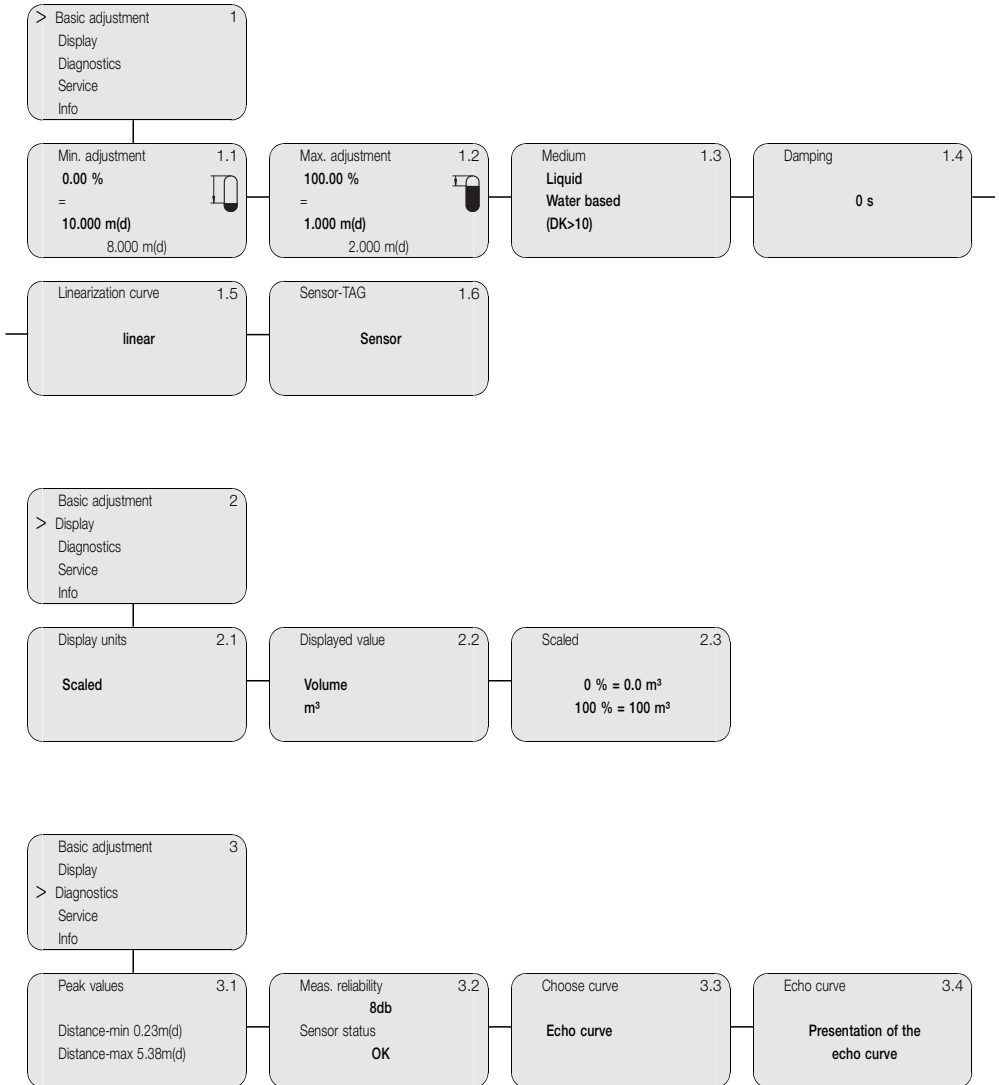 > Basic adjustment 1
Display
Diagnostics
Service
Info
Min. adjustment 1.1
0.00 %
=
10.000 m(d)
8.000 m(d)
Max. adjustment 1.2
100.00 %
=
1.000 m(d)
2.000 m(d)
Medium 1.3
Liquid
Water based
(DK>10)
Damping 1.4
0 s
Linearization curve 1.5
linear
Sensor-TAG 1.6
Sensor
Basic adjustment 2
> Display
Diagnostics
Service
Info
Display units 2.1
Scaled
Displayed value 2.2
Volume
m³
Scaled 2.3
0 % = 0.0 m³
100 % = 100 m³
Basic adjustment 3
Display
> Diagnostics
Service
Info
Peak values 3.1
Distance-min 0.23m(d)
Distance-max 5.38m(d)
Meas. reliability 3.2
8db
Sensor status
OK
Choose curve 3.3
Echo curve
Echo curve 3.4
Presentation of the
echo curve